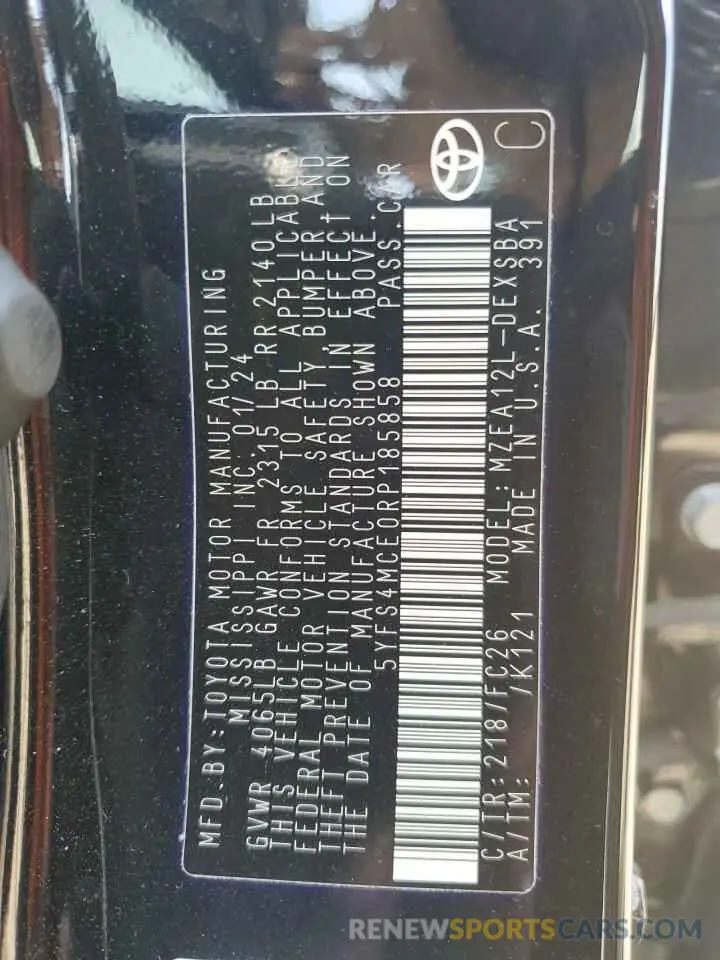 MFD.BY:TOYOTA MOTOR MANUFACTURING
MISSISSIPPI INC. 01/24
GVWR 4065LB GAWR FR 2315 LB RR 2140LB
THIS VEHICLE CONFORMS TO ALL APPLICABLE
FEDERAL MOTOR VEHICLE SAFETY, BUMPER, AND
THEFT PREVENTION STANDARDS IN EFFECT ON
THE DATE OF MANUFACTURE SHOWN ABOVE.
5YFS4MCE0RP185858 PASS.CAR
C/TR:218/FC26 MODEL:MZEA12L-DEXSBA
A/TM: /K121 MADE IN U.S.A. 391
C
RENEWSPORTSCARS.COM